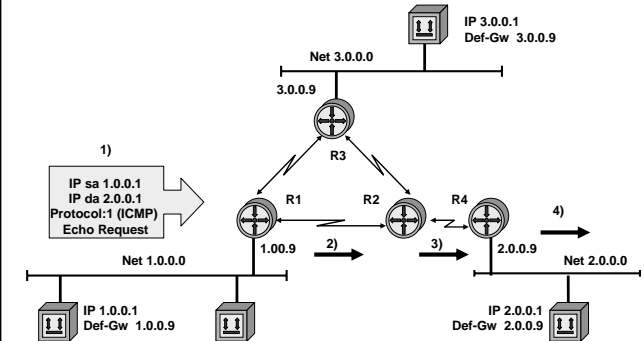 IP 3.0.0.1
Def-Gw 3.0.0.9
Net 3.0.0.0
3.0.0.9
1)
R3
IP sa 1.0.0.1
IP da 2.0.0.1
Protocol:1 (ICMP)
Echo Request
R1
R2
R4
1.00.9
2)
3)
2.0.0.9
4)
Net 1.0.0.0
Net 2.0.0.0
IP 1.0.0.1
Def-Gw 1.0.0.9
IP 2.0.0.1
Def-Gw 2.0.0.9